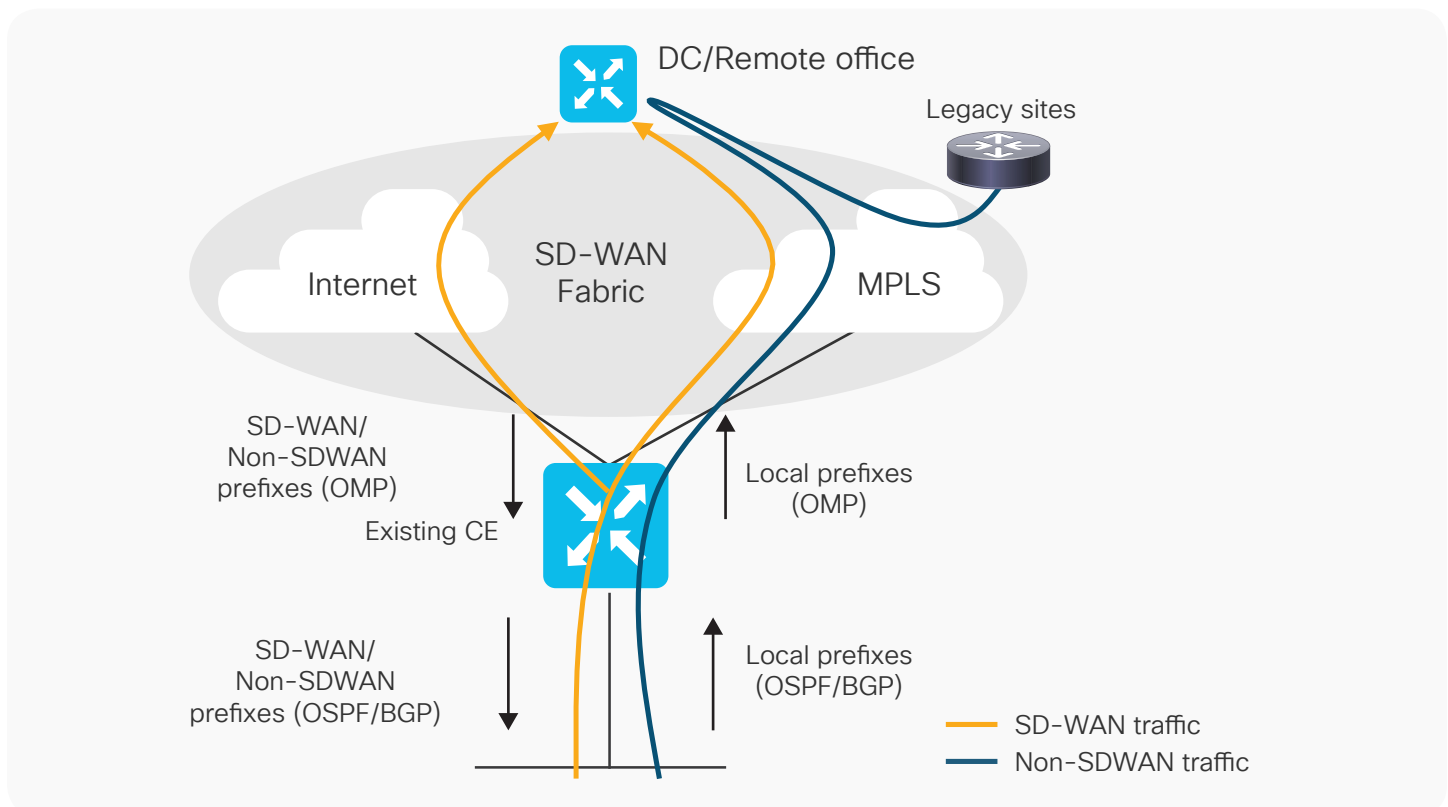 DC/Remote office
Legacy sites
SD-WAN
Fabric
Internet
MPLS
SD-WAN/
Non-SDWAN
prefixes (OMP)
Local prefixes
(OMP)
Existing CE
SD-WAN/
Non-SDWAN
prefixes (OSPF/BGP)
Local prefixes
(OSPF/BGP)
SD-WAN traffic
Non-SDWAN traffic